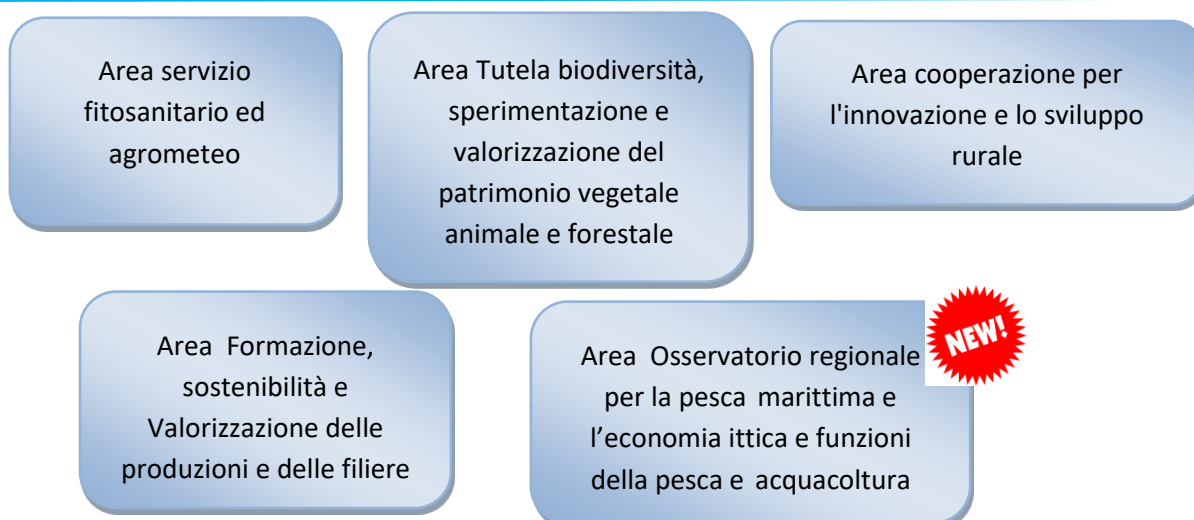 Area servizio
fitosanitario ed
agrometeo
Area Tutela biodiversità,
sperimentazione e
valorizzazione del
patrimonio vegetale
animale e forestale
Area cooperazione per
l'innovazione e lo sviluppo
rurale
Area Formazione,
sostenibilità e
Valorizzazione delle
produzioni e delle filiere
NEW!
Area Osservatorio regionale
per la pesca marittima e
l’economia ittica e funzioni
della pesca e acquacoltura